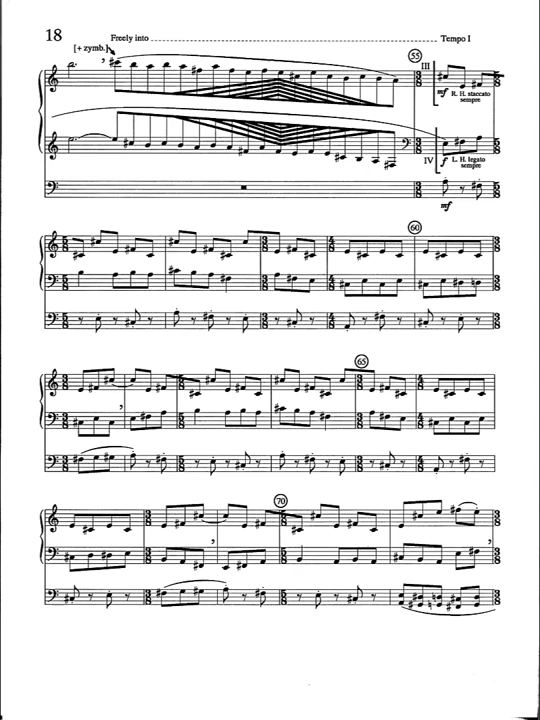 18
Freely into
Tempo I
[+ zymb.]
55
III
mf
R. H. staccato
sempre
IV
f
L. H. legato
sempre
mf
60
65
70